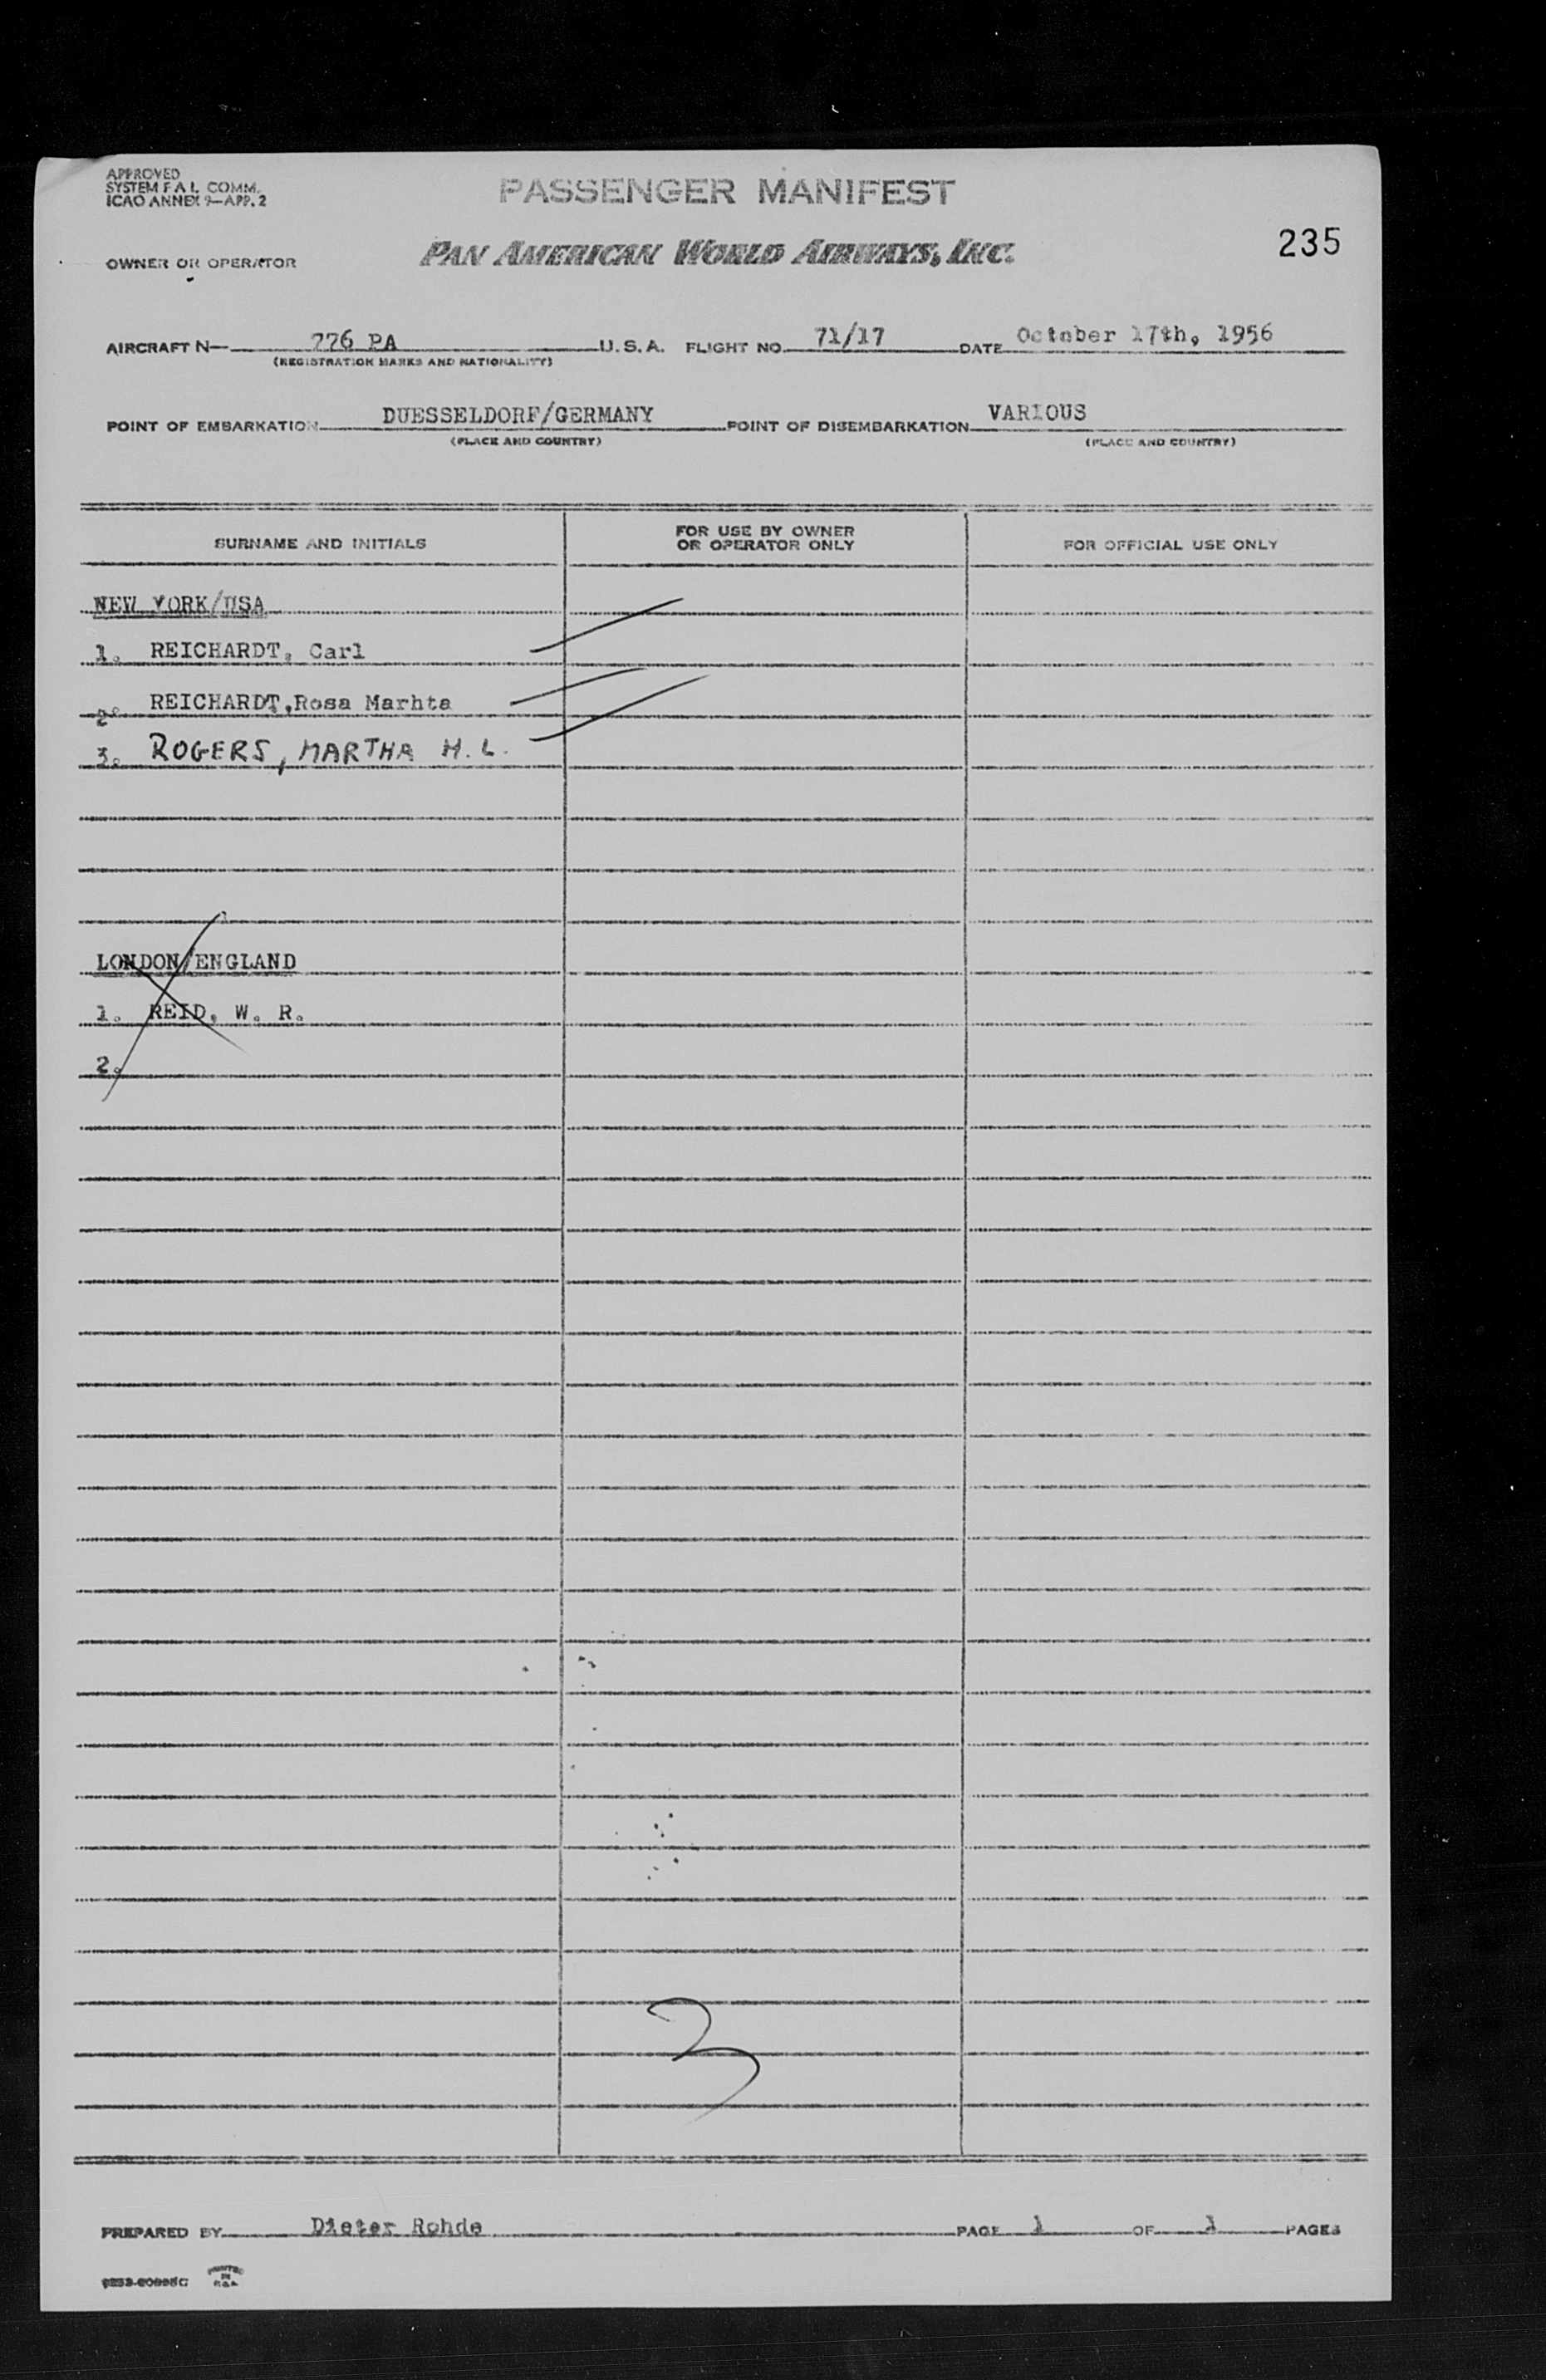 APPROVED
SYSTEM F A L COMM.
ICAO ANNEX 9—APP. 2
PASSENGER MANIFEST
235
OWNER OR OPERATOR
PAN AMERICAN WORLD AIRWAYS, INC.
AIRCRAFT N— 776 PA U. S. A. FLIGHT NO. 71/17 DATE October 17th, 1956
(REGISTRATION MARKS AND NATIONALITY)
POINT OF EMBARKATION DUESSELDORF/GERMANY POINT OF DISEMBARKATION VARIOUS
(PLACE AND COUNTRY) (PLACE AND COUNTRY)
SURNAME AND INITIALS
FOR USE BY OWNER
OR OPERATOR ONLY
FOR OFFICIAL USE ONLY
NEW YORK/USA
1. REICHARDT, Carl
2. REICHARDT,Rosa Marhta
3. ROGERS, MARTHA H. L.
LONDON/ENGLAND
1. REID, W. R.
2.
PREPARED BY Dieter Rohde PAGE 1 OF 1 PAGES
PRINTED
IN
U.S.A.